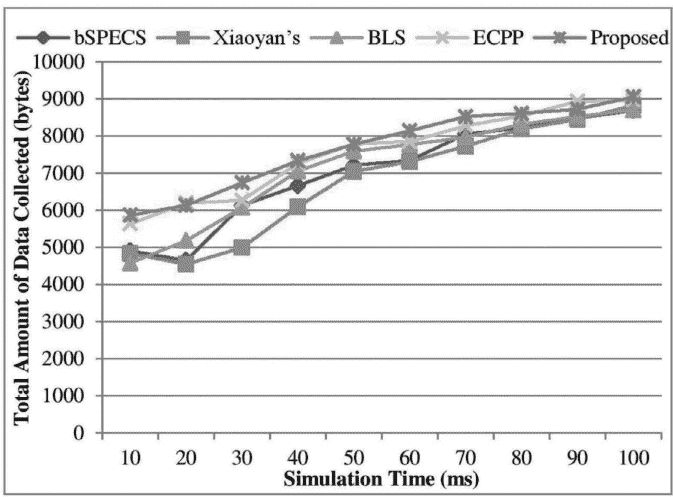 bSPECS Xiaoyan's BLS ECPP Proposed
Total Amount of Data Collected (bytes)
10000
9000
8000
7000
6000
5000
4000
3000
2000
1000
0
10 20 30 40 50 60 70 80 90 100
Simulation Time (ms)